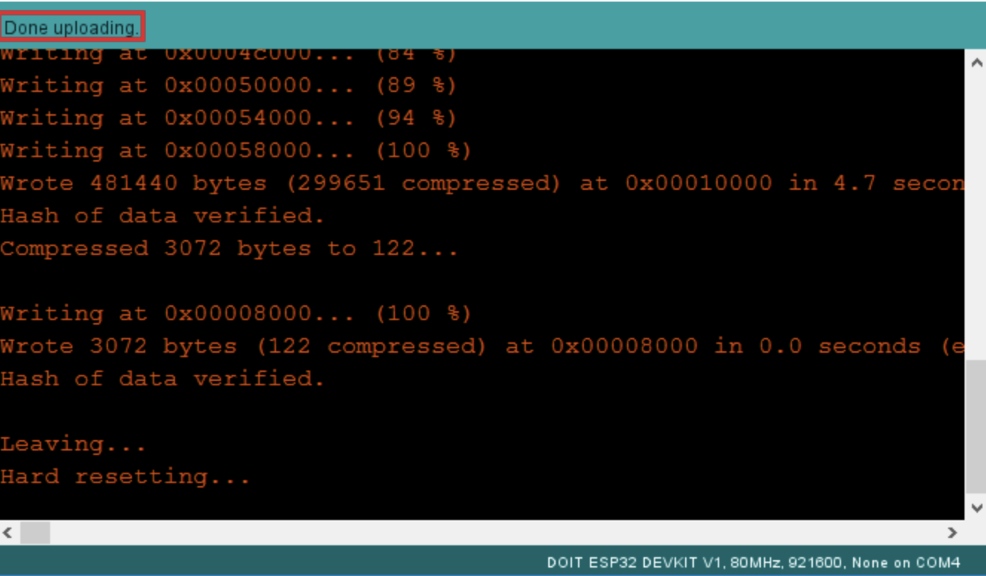 Done uploading.
Writing at 0x0004c000... (84 %)
Writing at 0x00050000... (89 %)
Writing at 0x00054000... (94 %)
Writing at 0x00058000... (100 %)
Wrote 481440 bytes (299651 compressed) at 0x00010000 in 4.7 secon
Hash of data verified.
Compressed 3072 bytes to 122...
Writing at 0x00008000... (100 %)
Wrote 3072 bytes (122 compressed) at 0x00008000 in 0.0 seconds (e
Hash of data verified.
Leaving...
Hard resetting...
DOIT ESP32 DEVKIT V1, 80MHz, 921600, None on COM4